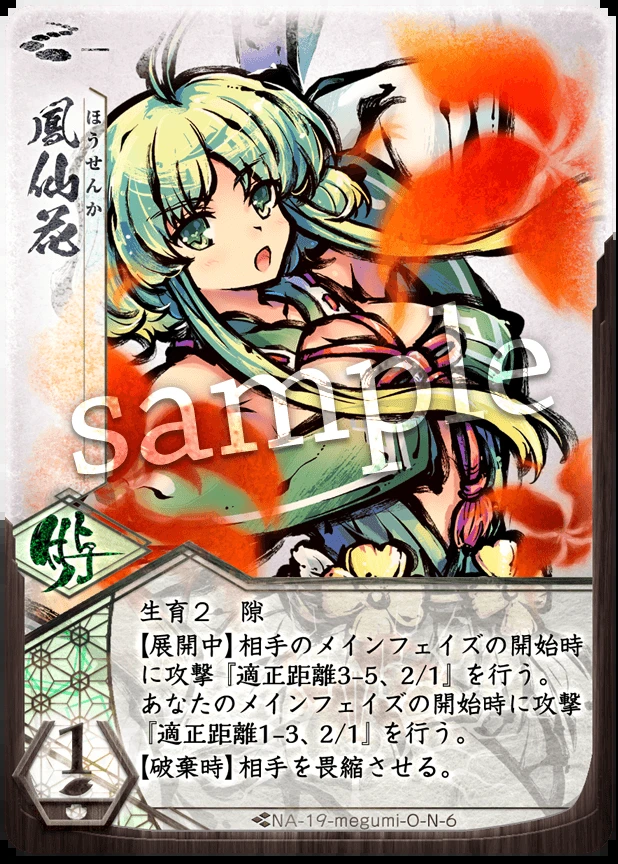 鳳仙花
ほうせんか
sample
生育2 隙
【展開中】相手のメインフェイズの開始時
に攻撃『適正距離3-5、2/1』を行う。
あなたのメインフェイズの開始時に攻撃
『適正距離1-3、2/1』を行う。
【破棄時】相手を畏縮させる。
1
NA-19-megumi-O-N-6